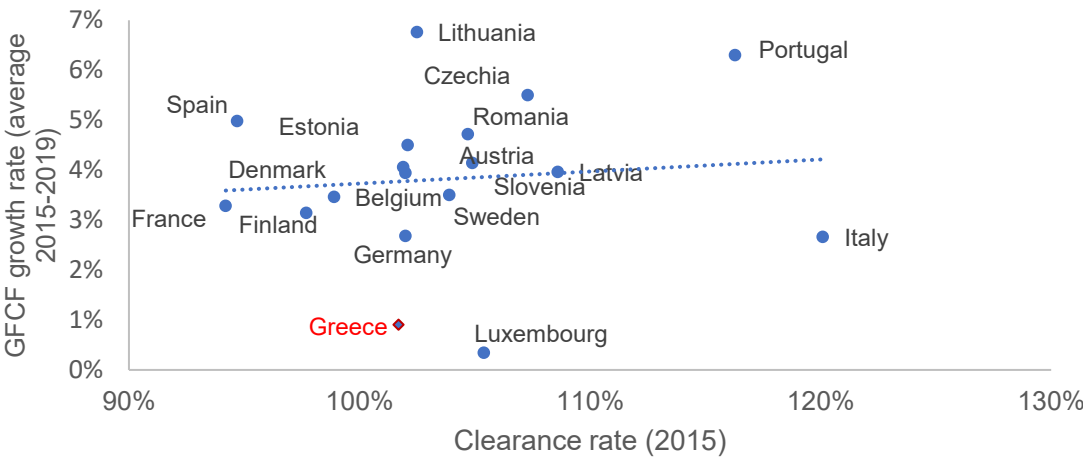 GFCF growth rate (average
2015-2019)
7%
6%
5%
4%
3%
2%
1%
0%
Lithuania
Portugal
Czechia
Spain
Romania
Estonia
Austria
Denmark
Latvia
Slovenia
Belgium
France
Finland
Sweden
Italy
Germany
Greece
Luxembourg
90%
100%
110%
120%
130%
Clearance rate (2015)